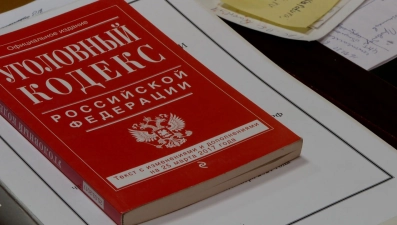 Официальное издание
УГОЛОВНЫЙ
КОДЕКС
РОССИЙСКОЙ
ФЕДЕРАЦИИ
Текст с изменениями и дополнениями
на 25 марта 2017 года